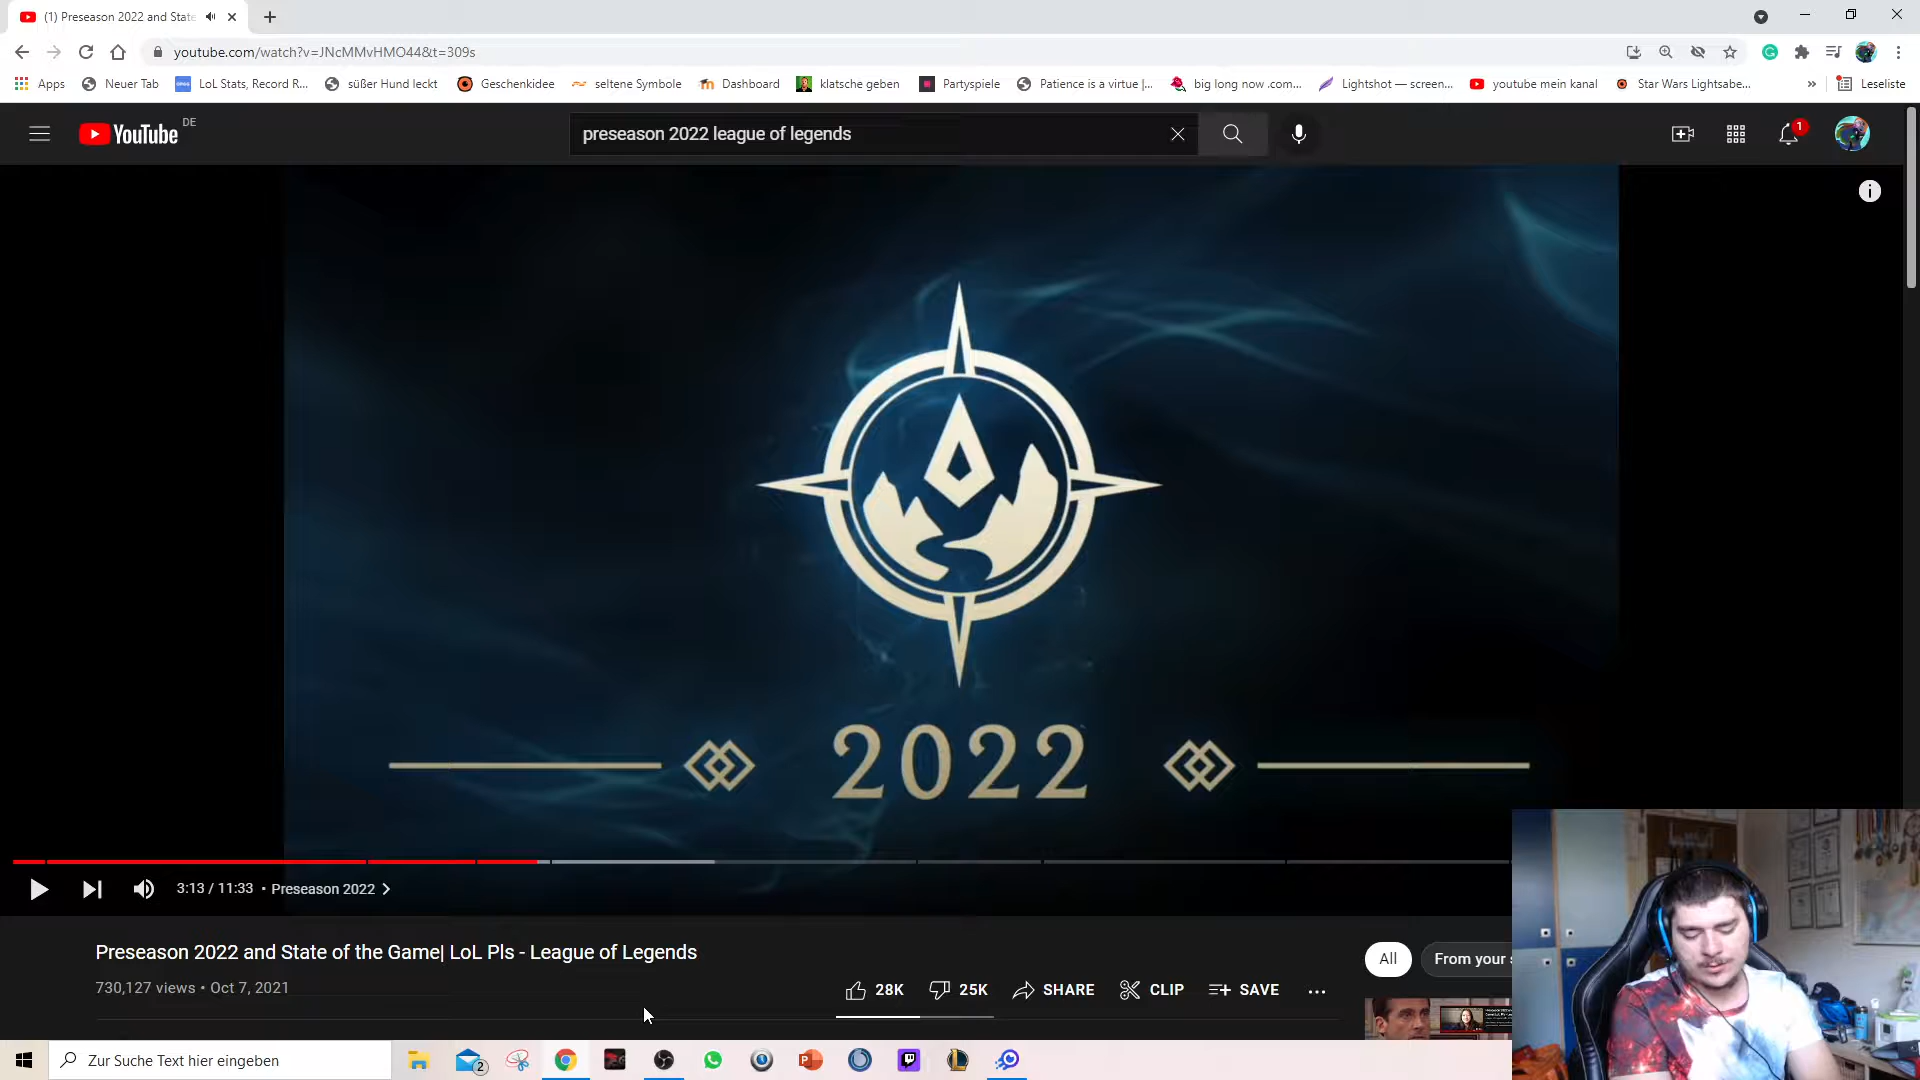 (1) Preseason 2022 and State
youtube.com/watch?v=JNcMMvHMO44&t=309s
Apps
Neuer Tab
LoL Stats, Record R...
süßer Hund leckt
Geschenkidee
seltene Symbole
Dashboard
klatsche geben
Partyspiele
Patience is a virtue |...
big long now .com...
Lightshot — screen...
youtube mein kanal
Star Wars Lightsabe...
»
Leseliste
YouTube DE
preseason 2022 league of legends
1
2022
3:13 / 11:33 • Preseason 2022
Preseason 2022 and State of the Game| LoL Pls - League of Legends
730,127 views • Oct 7, 2021
28K
25K
SHARE
CLIP
SAVE
All
From your s
Zur Suche Text hier eingeben
2